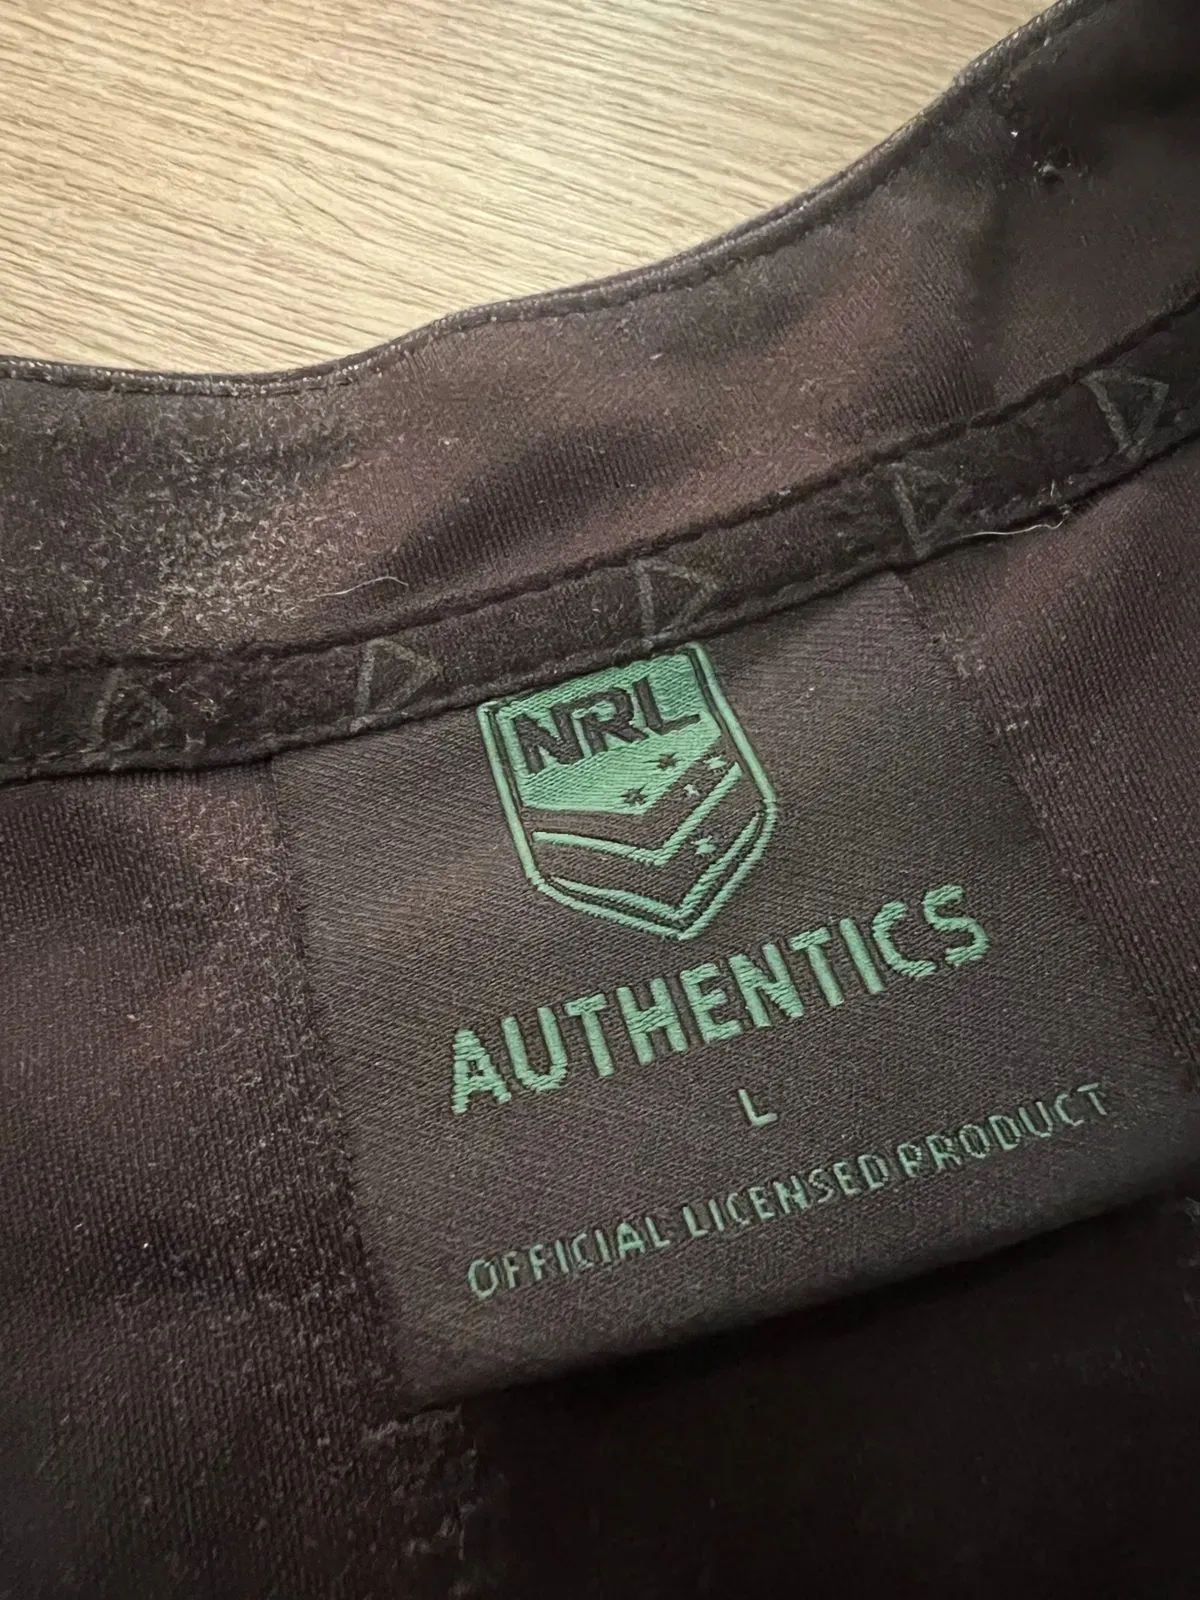 NRL
AUTHENTICS
L
OFFICIAL LICENSED PRODUCT